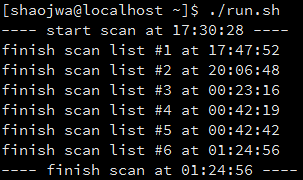 [shaojwa@localhost ~]$ ./run.sh
---- start scan at 17:30:28 ----
finish scan list #1 at 17:47:52
finish scan list #2 at 20:06:48
finish scan list #3 at 00:23:16
finish scan list #4 at 00:42:19
finish scan list #5 at 00:42:42
finish scan list #6 at 01:24:56
---- finish scan at 01:24:56 ----